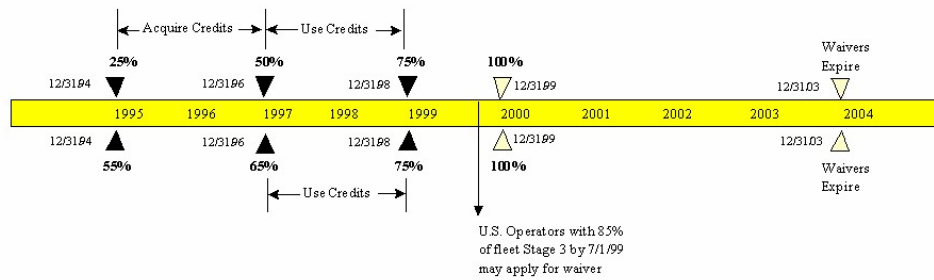 Acquire Credits Use Credits
25% 50% 75% 100% Waivers
Expire
12/31/94 12/31/96 12/31/98 12/31/99 12/31/03
1995 1996 1997 1998 1999 2000 2001 2002 2003 2004
12/31/94 12/31/96 12/31/98 12/31/99 12/31/03
55% 65% 75% 100% Waivers
Expire
Use Credits
U.S. Operators with 85%
of fleet Stage 3 by 7/1/99
may apply for waiver